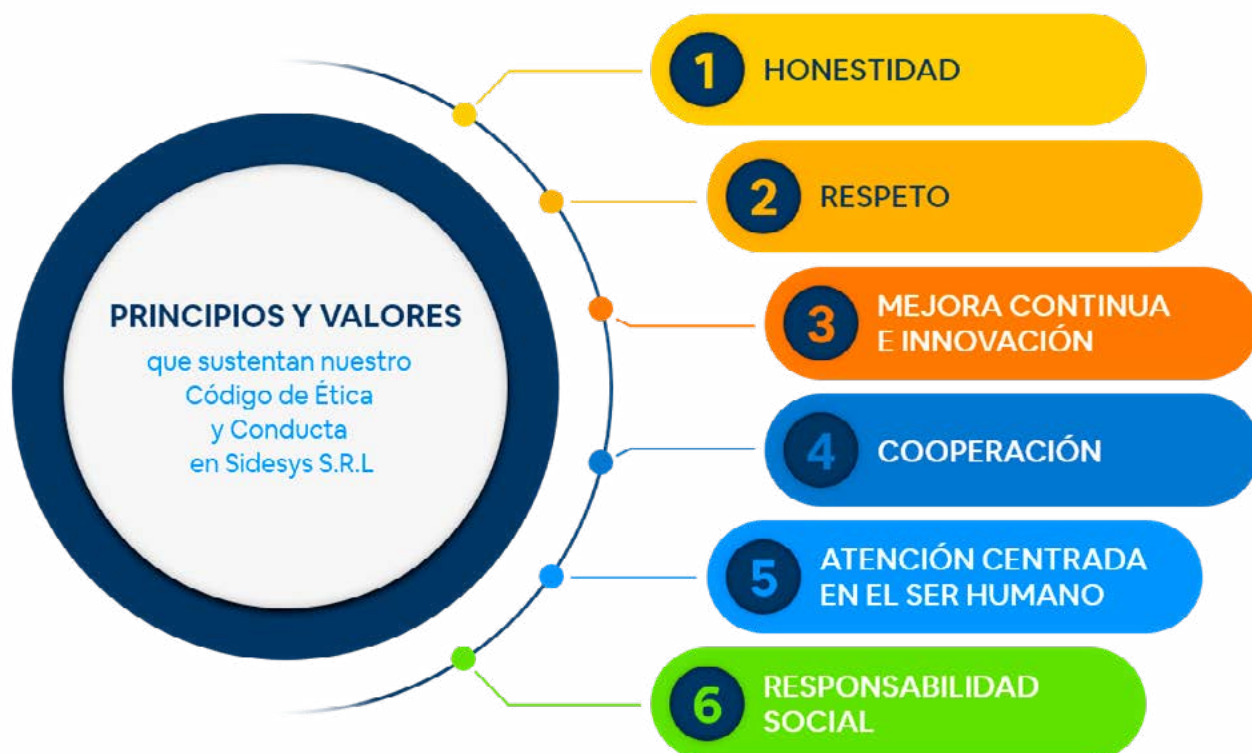 PRINCIPIOS Y VALORES
que sustentan nuestro
Código de Ética
y Conducta
en Sidesys S.R.L
1 HONESTIDAD
2 RESPETO
3 MEJORA CONTINUA
E INNOVACIÓN
4 COOPERACIÓN
5 ATENCIÓN CENTRADA
EN EL SER HUMANO
6 RESPONSABILIDAD
SOCIAL